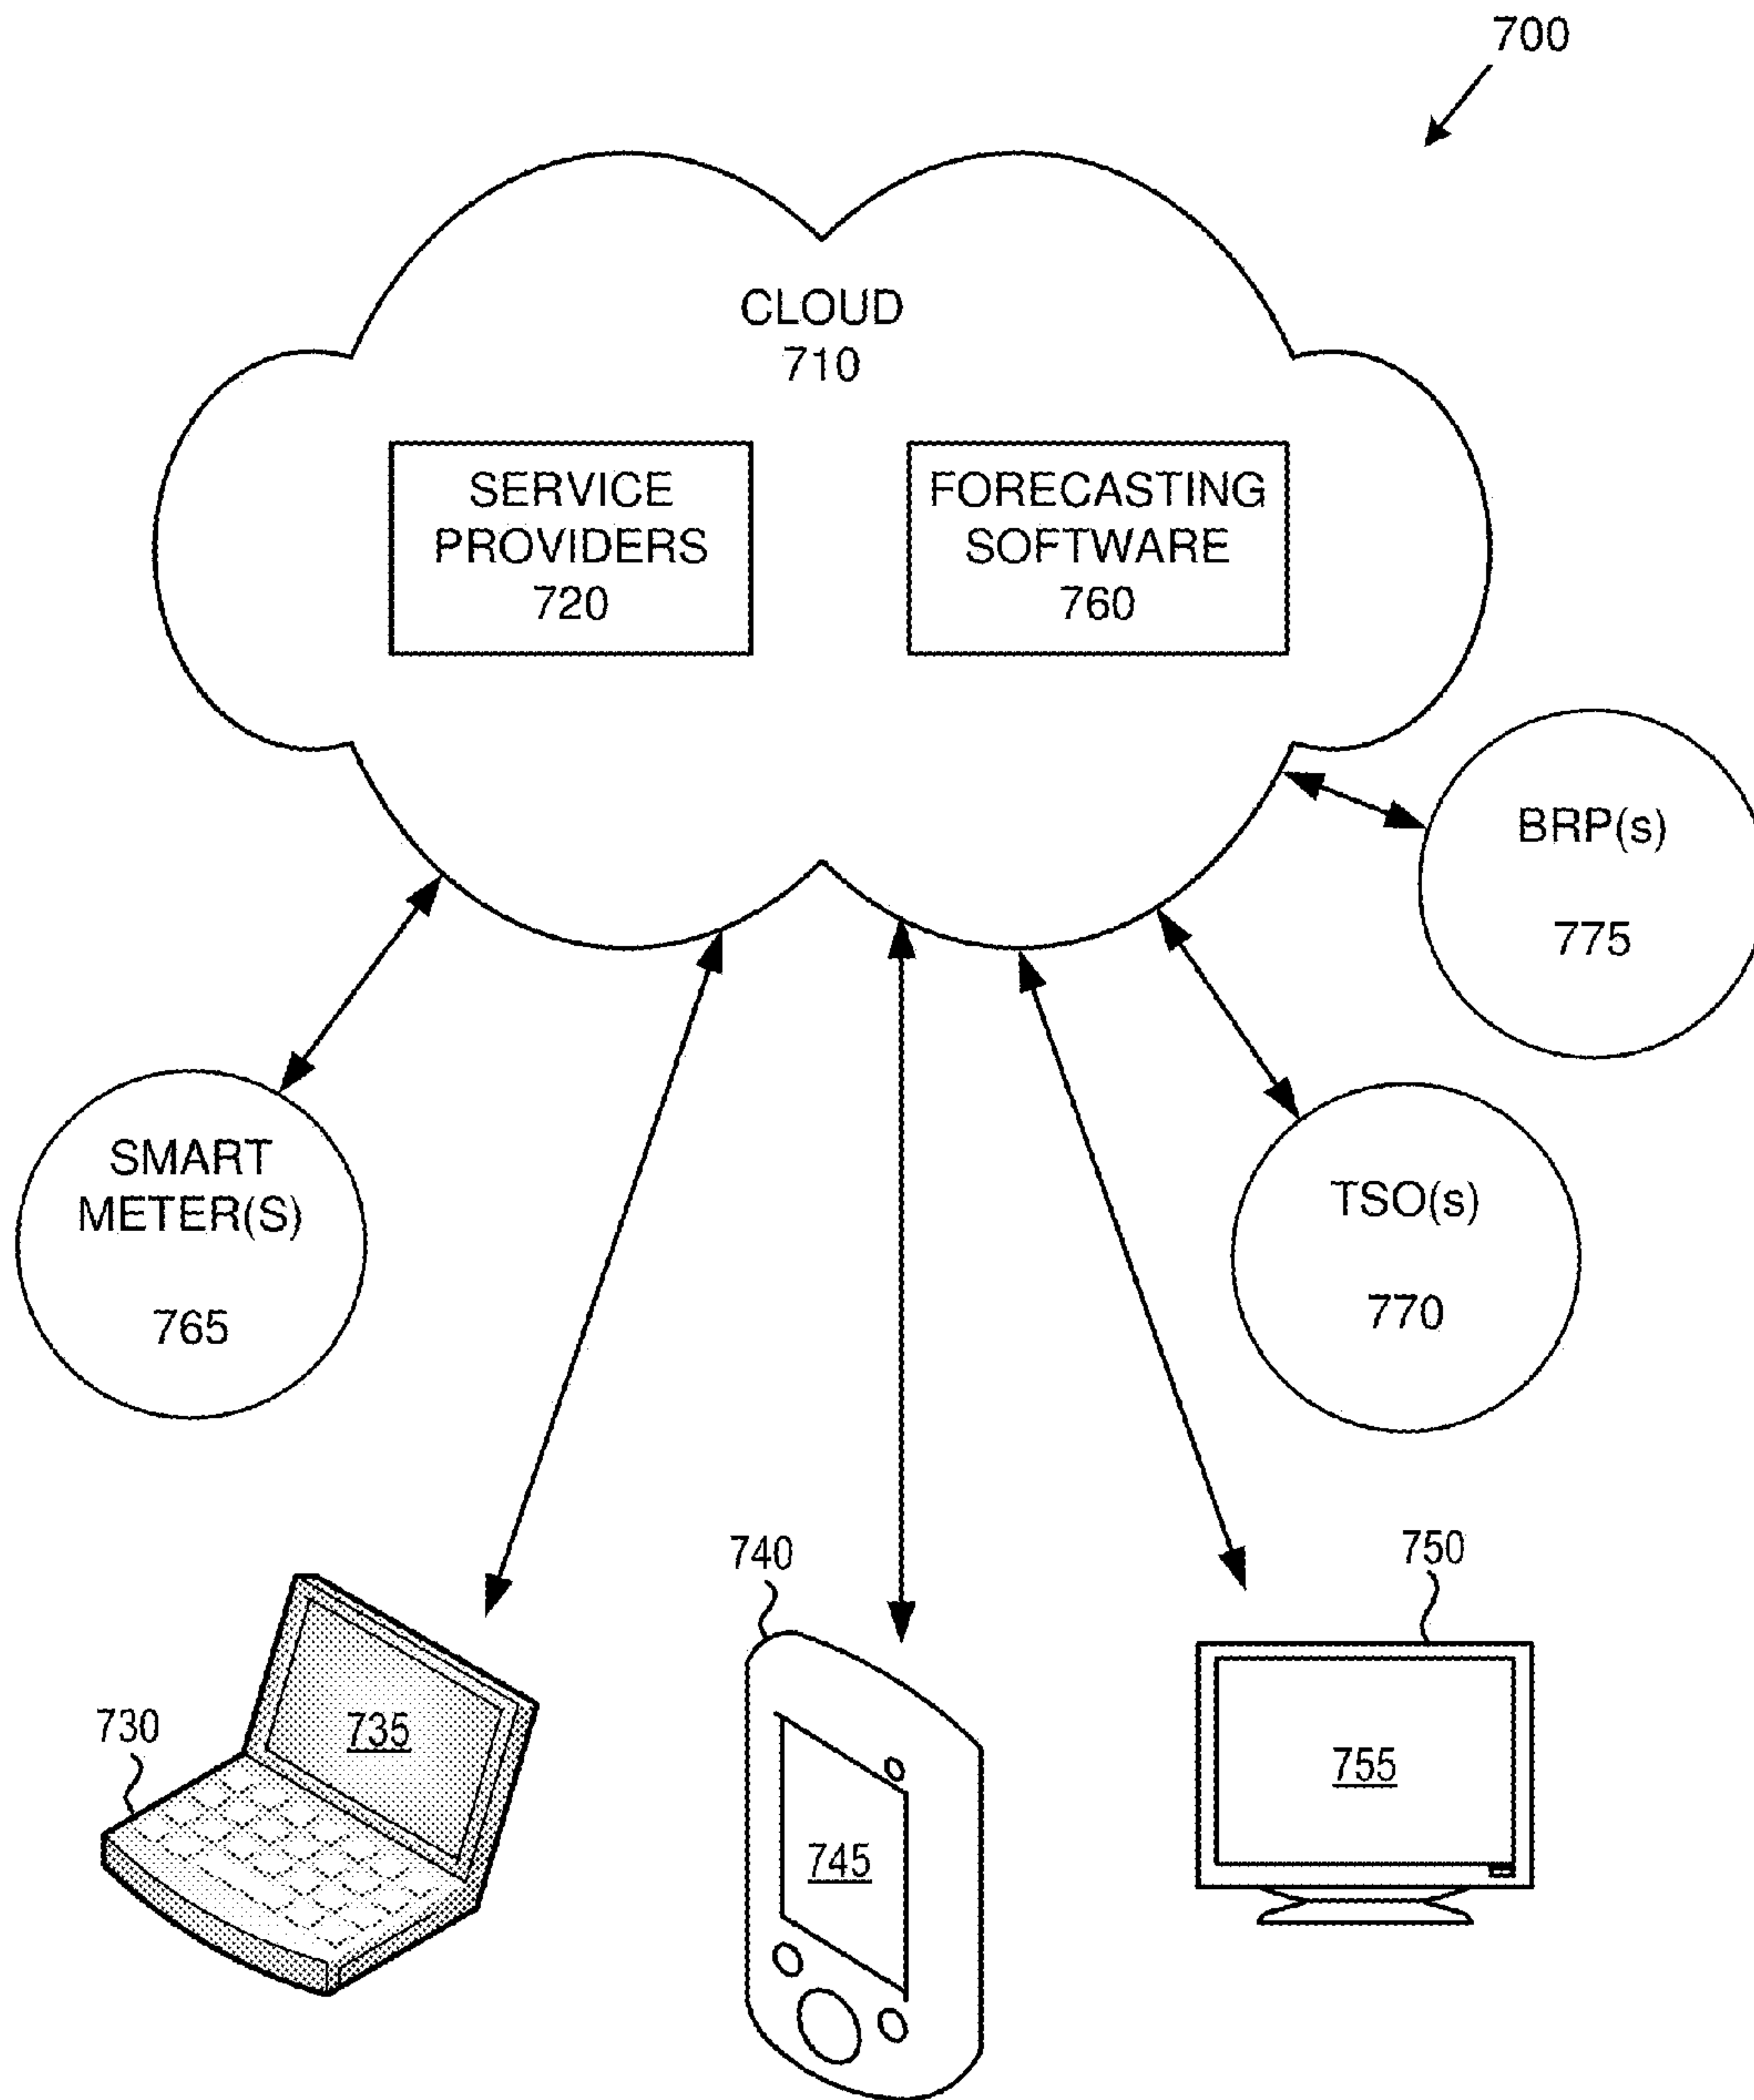 700
CLOUD
710
SERVICE
PROVIDERS
720
FORECASTING
SOFTWARE
760
BRP(s)
775
SMART
METER(S)
765
TSO(s)
770
740
750
730
735
745
755